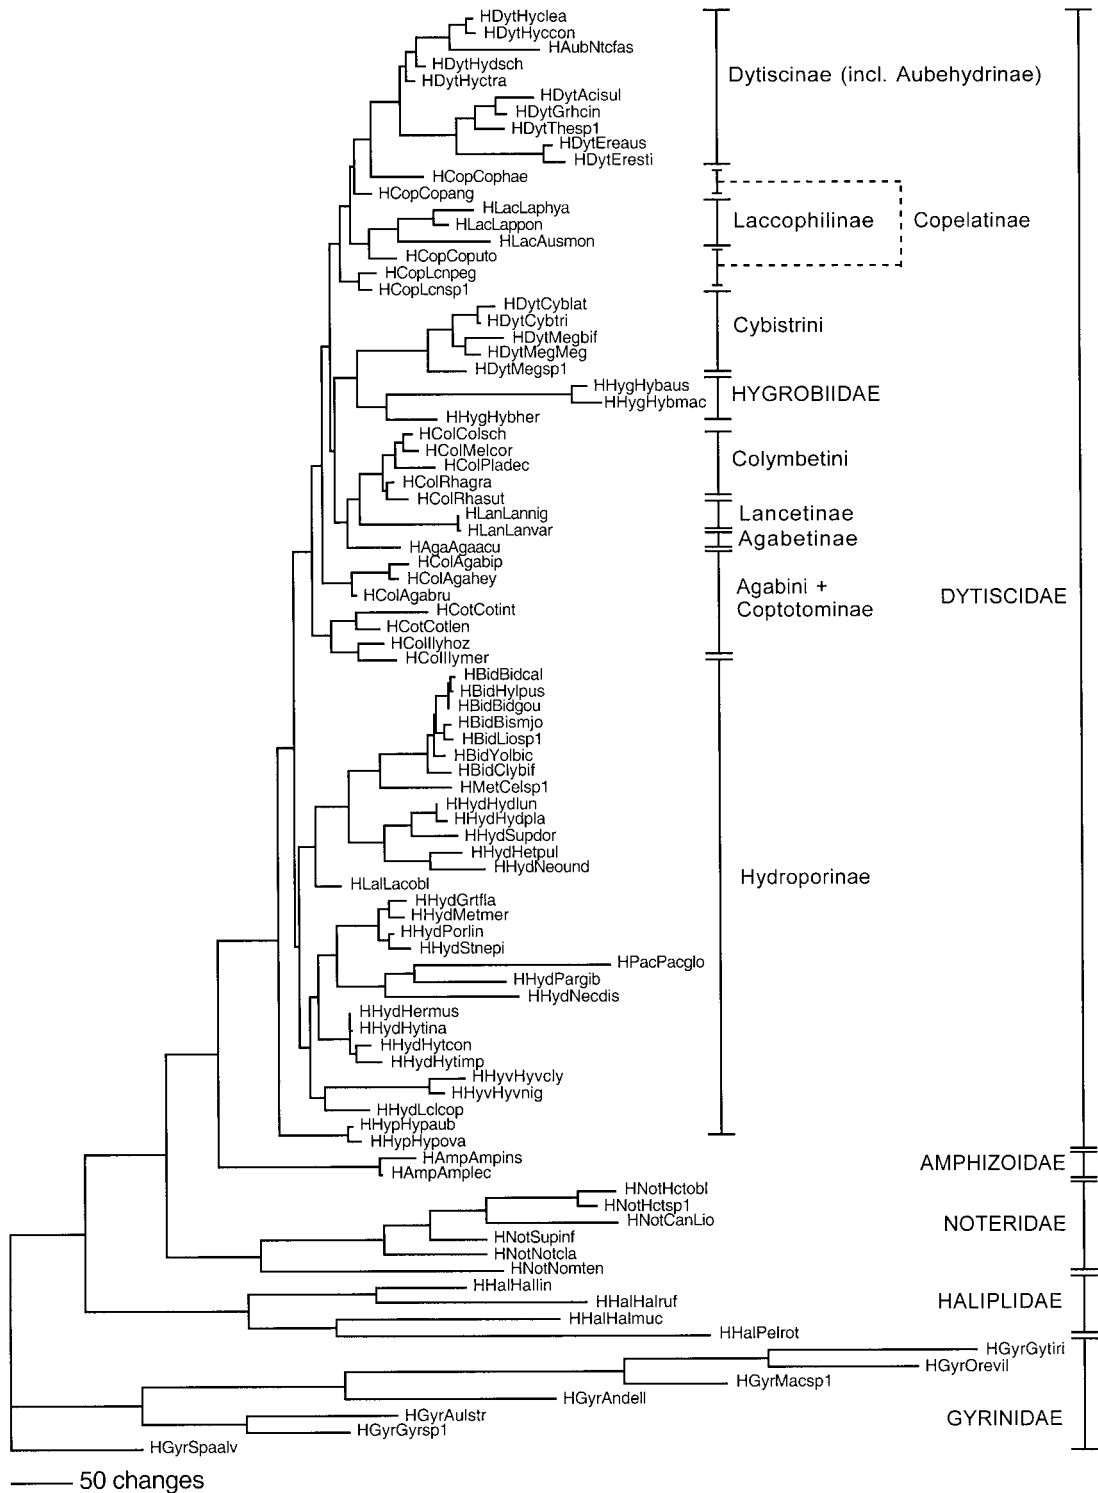 HDytHyclea
HDytHyccon
HAubNtcfas
HDytHydsch
HDytHyctra
HDytAcisul
HDytGrhcin
HDytThesp1
HDytEreaus
HDytEresti
Dytiscinae (incl. Aubehydrinae)
HCopCophae
HCopCopang
HLacLaphya
HLacLappon
HLacAusmon
HCopCoputo
HCopLcnpeg
HCopLcnsp1
Laccophilinae
Copelatinae
HDytCyblat
HDytCybtri
HDytMegbif
HDytMegMeg
HDytMegsp1
Cybistrini
HHygHybaus
HHygHybmac
HHygHybher
HYGROBIIDAE
HColColsch
HColMelcor
HColPladec
HColRhagra
HColRhasut
Colymbetini
HLanLannig
HLanLanvar
Lancetinae
HAgaAgaacu
Agabetinae
HColAgabip
HColAgahey
HColAgabru
HCotCotint
HCotCotlen
HColIlyhoz
HColIlymer
Agabini +
Coptotominae
DYTISCIDAE
HBidBidcal
HBidHylpus
HBidBidgou
HBidBismjo
HBidLiosp1
HBidYolbic
HBidClybif
HMetCelsp1
HHydHydlun
HHydHydpla
HHydSupdor
HHydHetpul
HHydNeound
HLalLacobl
Hydroporinae
HHydGrtfla
HHydMetmer
HHydPorlin
HHydStnepi
HPacPacglo
HHydPargib
HHydNecdis
HHydHermus
HHydHytina
HHydHytcon
HHydHytimp
HHyvHyvcly
HHyvHyvnig
HHydLclcop
HHypHypaub
HHypHypova
HAmpAmpins
HAmpAmplec
AMPHIZOIDAE
HNotHctobl
HNotHctsp1
HNotCanLio
HNotSupinf
HNotNotcla
HNotNomten
NOTERIDAE
HHalHallin
HHalHalruf
HHalHalmuc
HHalPelrot
HALIPLIDAE
HGyrGytiri
HGyrOrevil
HGyrMacsp1
HGyrAndell
HGyrAulstr
HGyrGyrsp1
HGyrSpaalv
GYRINIDAE
50 changes